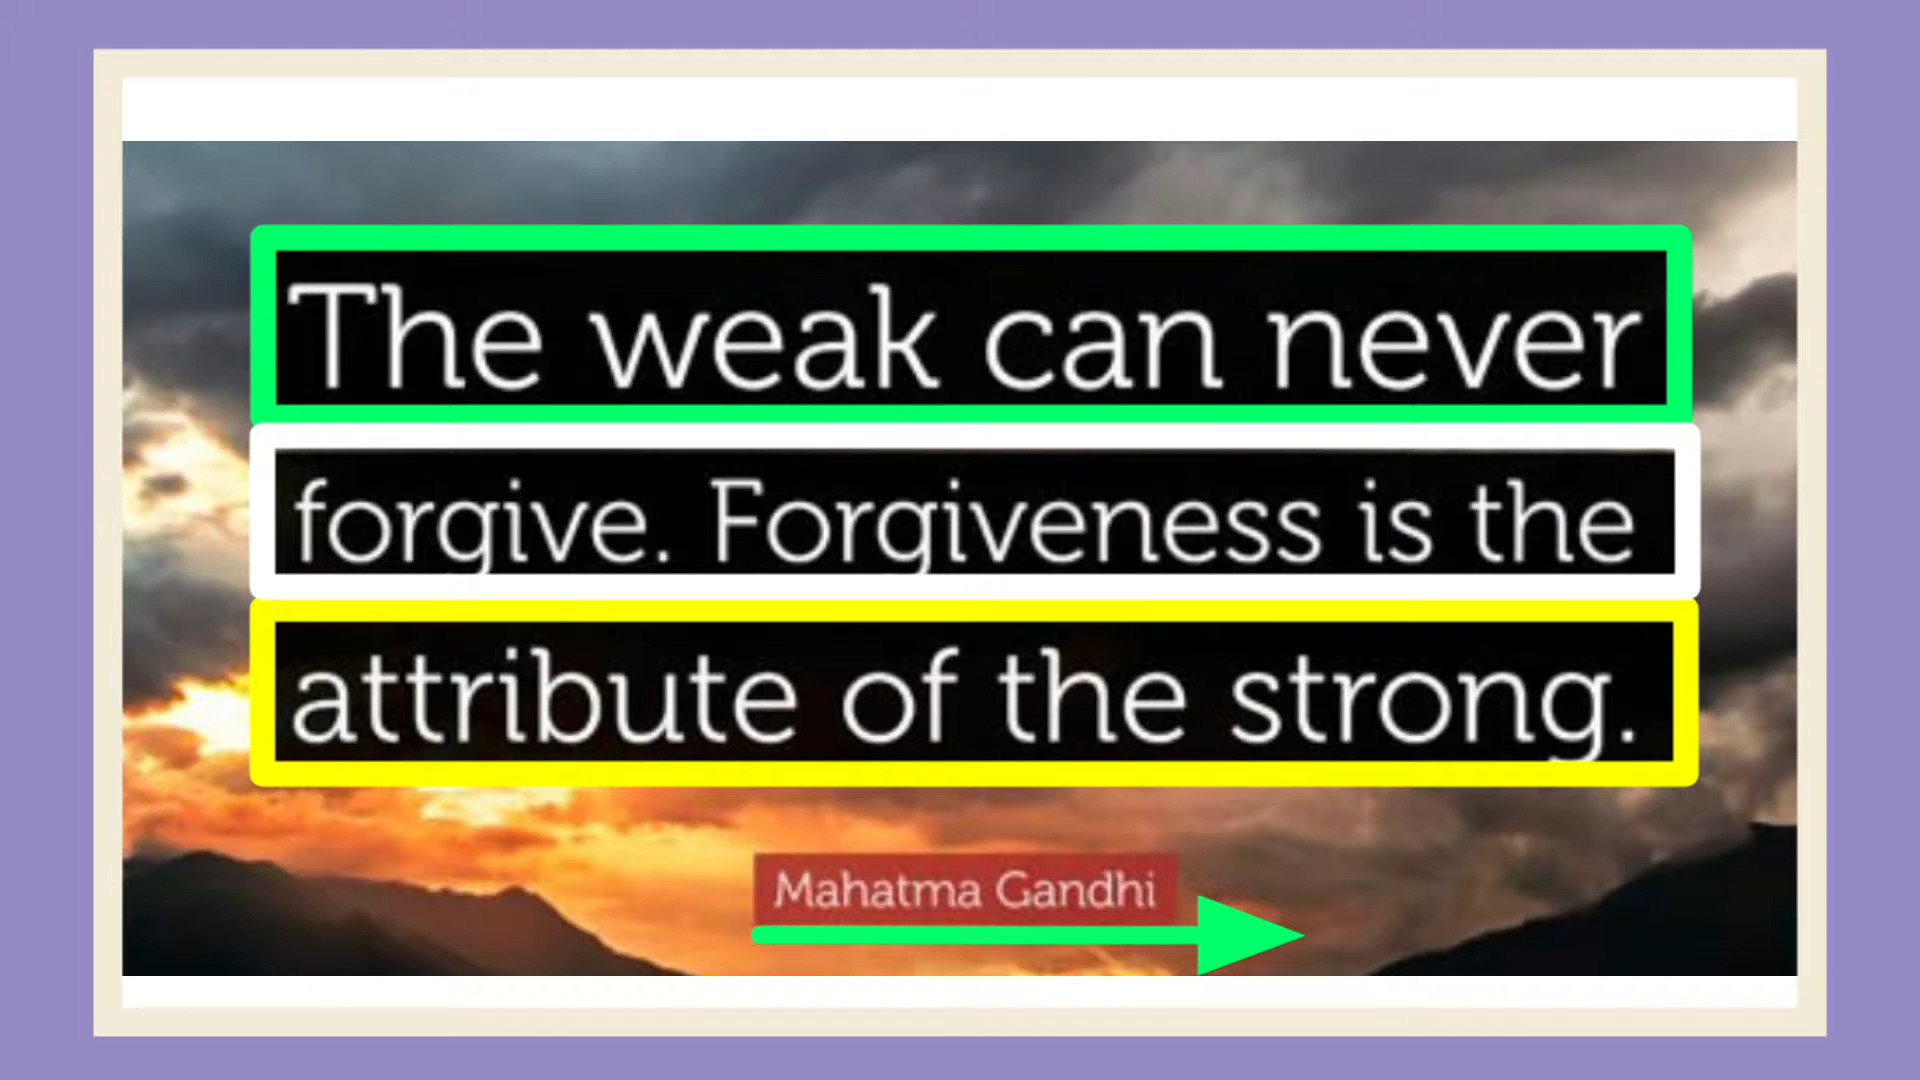 The weak can never
forgive. Forgiveness is the
attribute of the strong.
Mahatma Gandhi